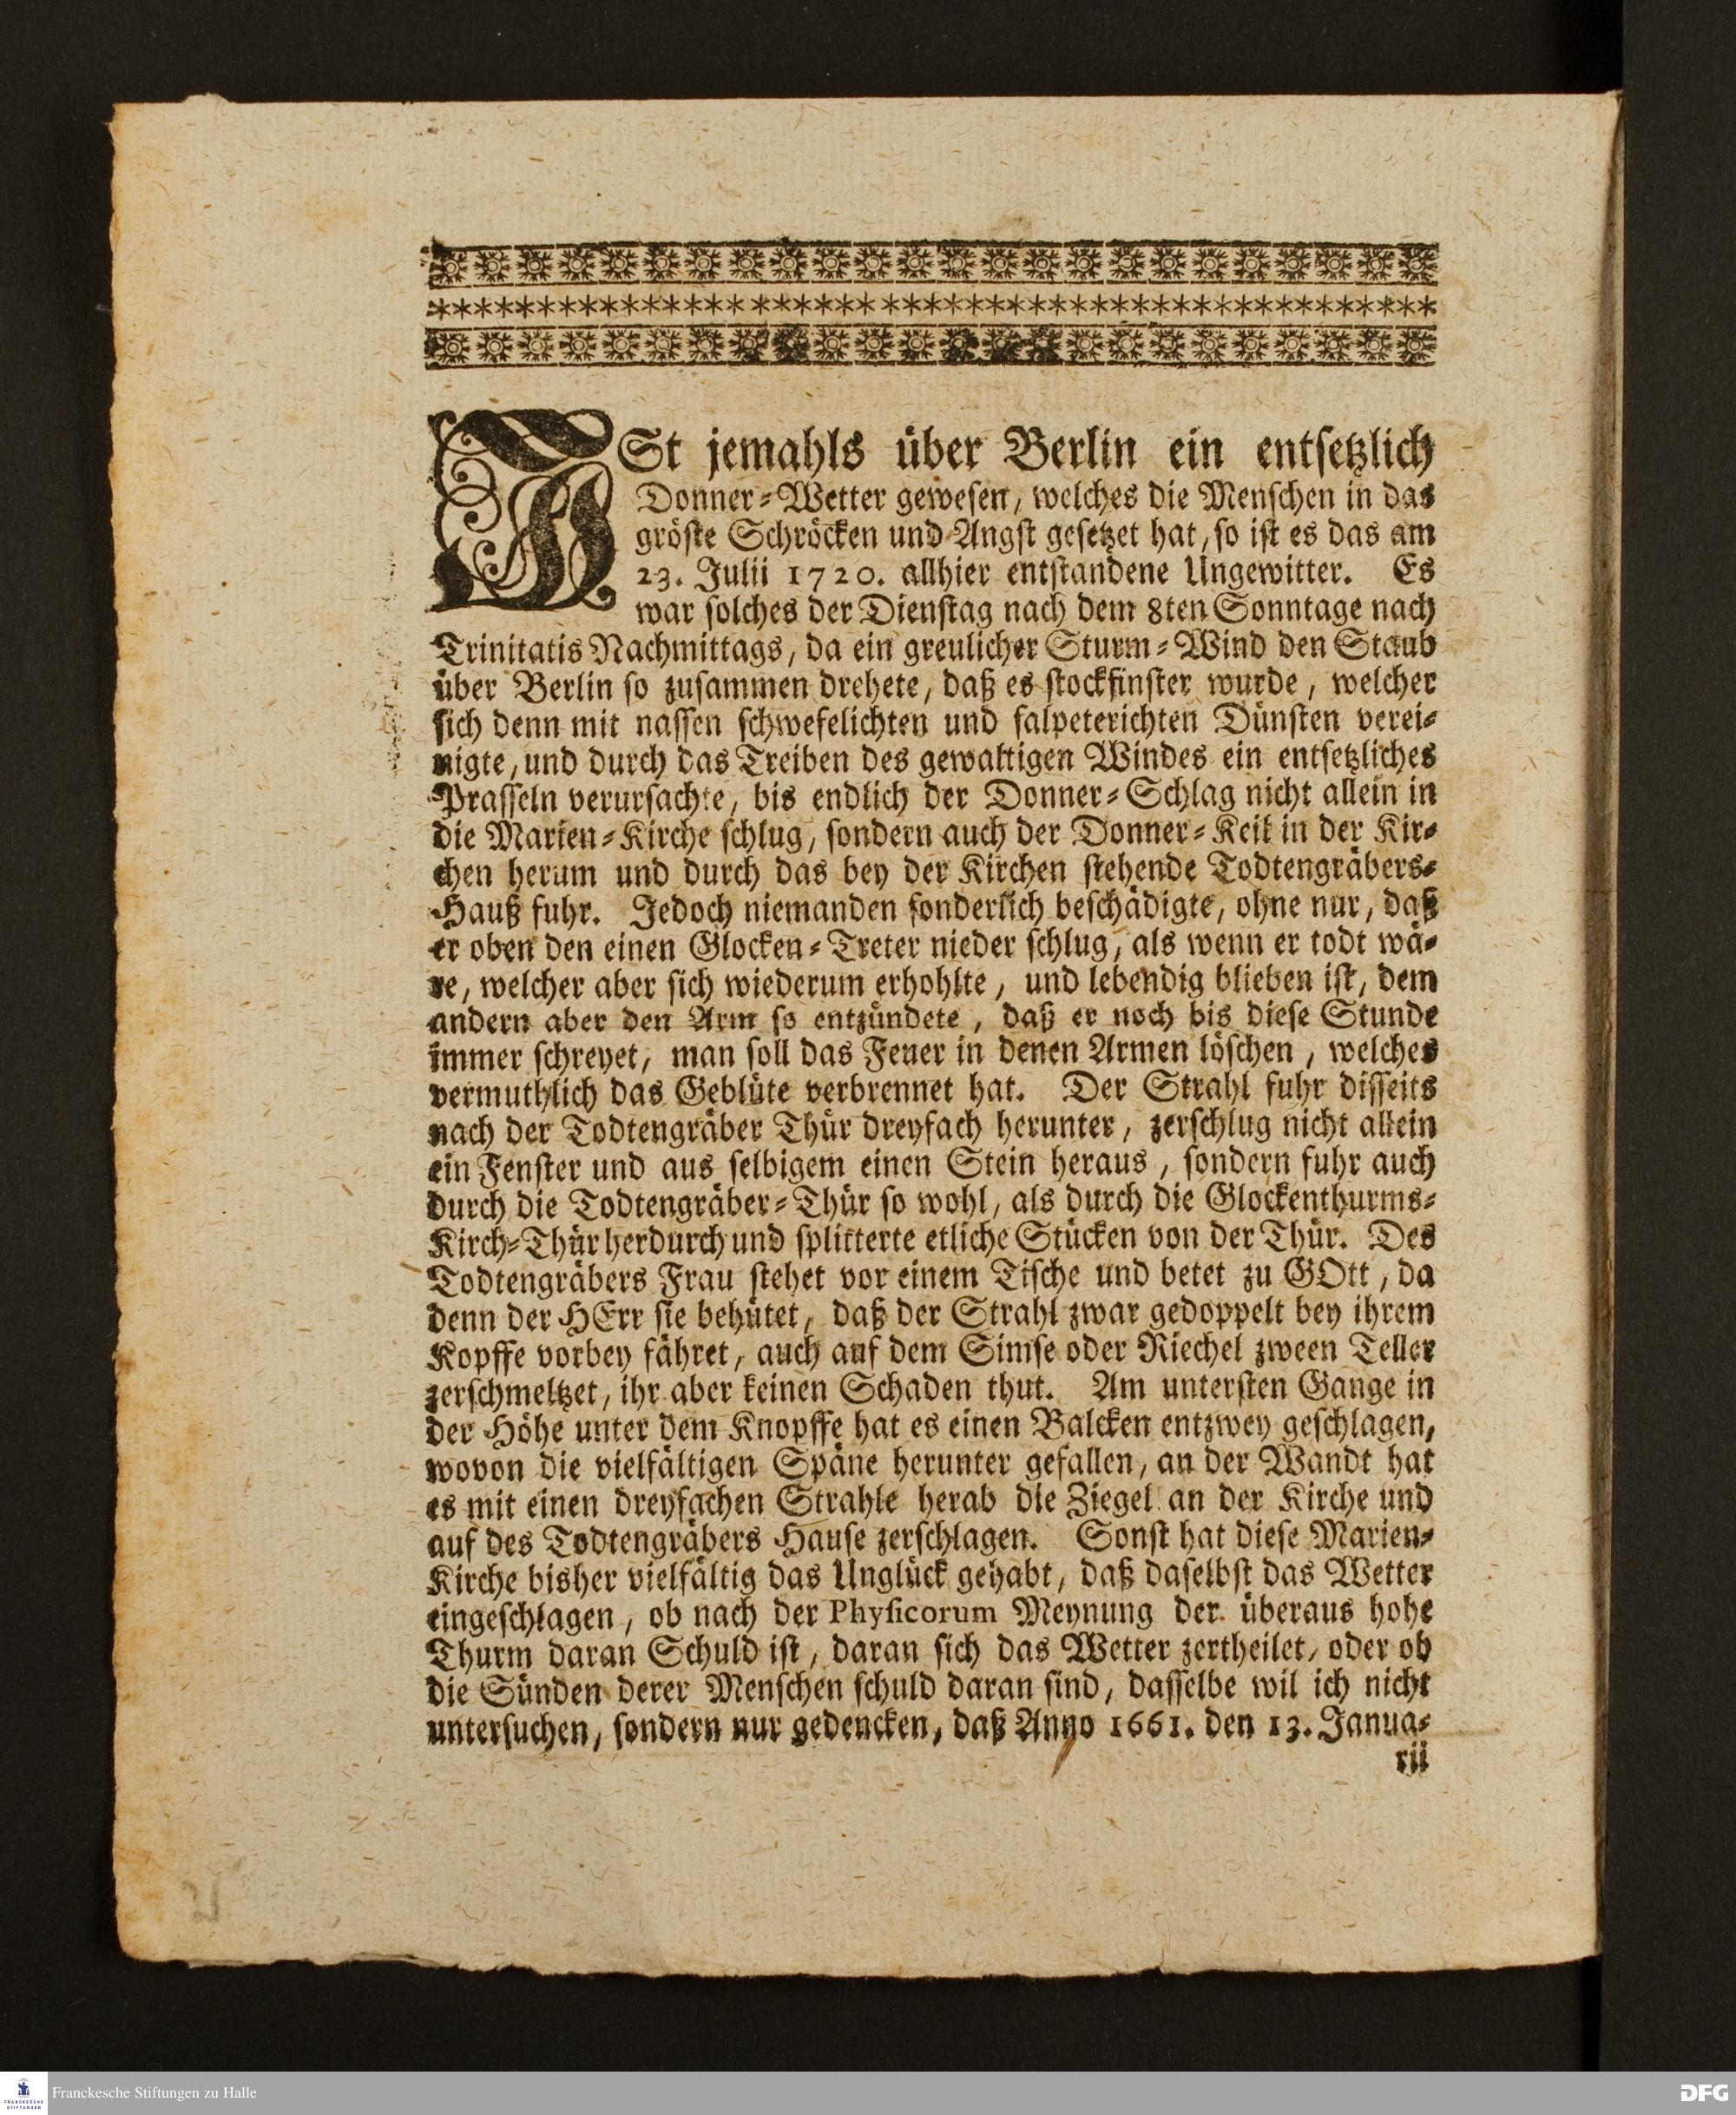 ISt jemahls über Berlin ein entsetzlich
Donner-Wetter gewesen, welches die Menschen in das
gröste Schröcken und Angst gesetzet hat, so ist es das am
23. Julii 1720. allhier entstandene Ungewitter. Es
war solches der Dienstag nach dem 8ten Sonntage nach
Trinitatis Nachmittags, da ein greulicher Sturm-Wind den Staub
über Berlin so zusammen drehete, daß es stockfinster wurde, welcher
sich denn mit nassen schwefelichten und salpeterichten Dünsten verei-
nigte, und durch das Treiben des gewaltigen Windes ein entsetzliches
Prasseln verursachte, bis endlich der Donner-Schlag nicht allein in
die Marien-Kirche schlug, sondern auch der Donner-Keil in der Kir-
chen herum und durch das bey der Kirchen stehende Todtengräbers-
Hauß fuhr. Jedoch niemanden sonderlich beschädigte, ohne nur, daß
er oben den einen Glocken-Treter nieder schlug, als wenn er todt wä-
re, welcher aber sich wiederum erhohlte, und lebendig blieben ist, dem
andern aber den Arm so entzündete, daß er noch bis diese Stunde
immer schreyet, man soll das Feuer in denen Armen löschen, welches
vermuthlich das Geblüte verbrennet hat. Der Strahl fuhr disseits
nach der Todtengräber Thür dreyfach herunter, zerschlug nicht allein
ein Fenster und aus selbigem einen Stein heraus, sondern fuhr auch
durch die Todtengräber-Thür so wohl, als durch die Glockenthurms-
Kirch-Thür herdurch und splitterte etliche Stücken von der Thür. Des
Todtengräbers Frau stehet vor einem Tische und betet zu GOtt, da
denn der HErr sie behütet, daß der Strahl zwar gedoppelt bey ihrem
Kopffe vorbey fähret, auch auf dem Simse oder Riechel zween Teller
zerschmeltzet, ihr aber keinen Schaden thut. Am untersten Gange in
der Höhe unter dem Knopffe hat es einen Balcken entzwey geschlagen,
wovon die vielfältigen Späne herunter gefallen, an der Wandt hat
es mit einen dreyfachen Strahle herab die Ziegel an der Kirche und
auf des Todtengräbers Hause zerschlagen. Sonst hat diese Marien-
Kirche bisher vielfältig das Unglück gehabt, daß daselbst das Wetter
eingeschlagen, ob nach der Physicorum Meynung der überaus hohe
Thurm daran Schuld ist, daran sich das Wetter zertheilet, oder ob
die Sünden derer Menschen schuld daran sind, dasselbe wil ich nicht
untersuchen, sondern nur gedencken, daß Anno 1661. den 13. Janua-
rii
Franckesche Stiftungen zu Halle
FRANCKESCHE
STIFTUNGEN
DFG